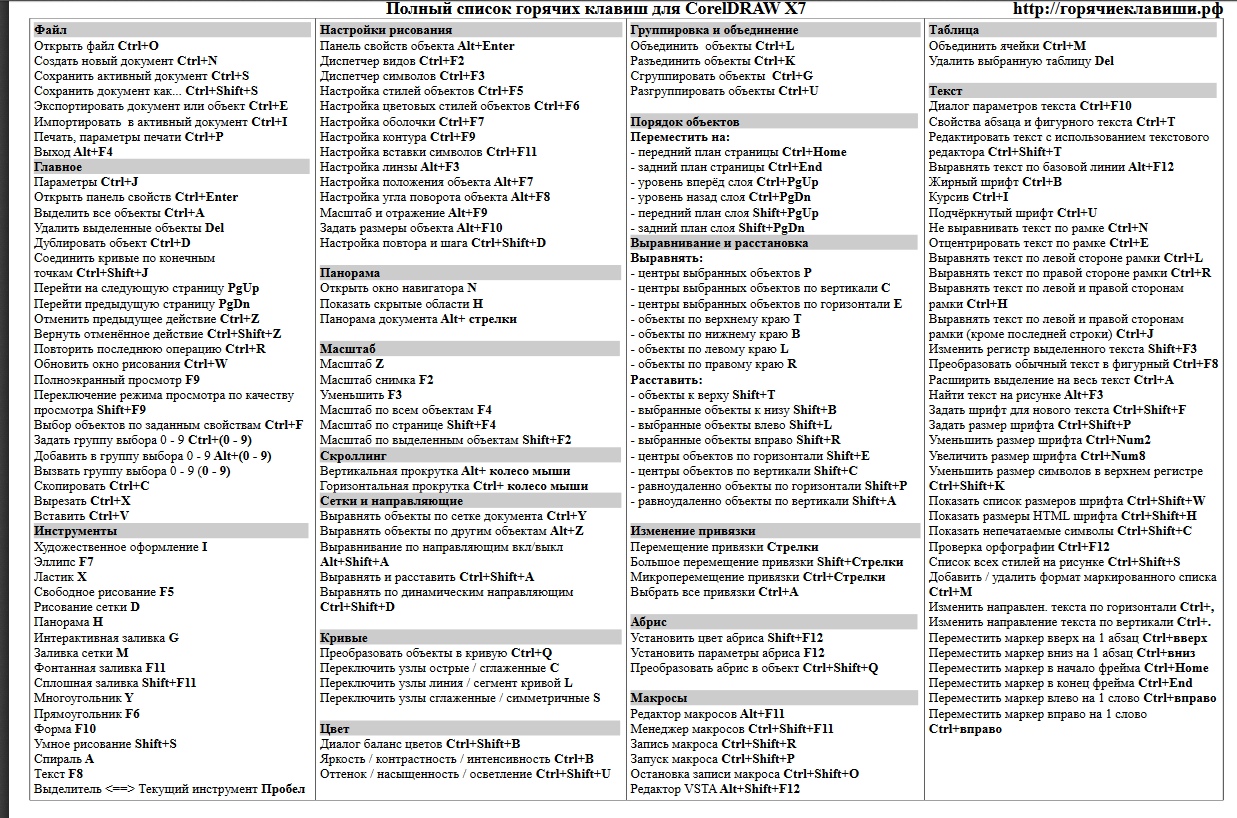 Полный список горячих клавиш для CorelDRAW X7
http://горячиеклавиши.рф
Файл
Открыть файл Ctrl+O
Создать новый документ Ctrl+N
Сохранить активный документ Ctrl+S
Сохранить документ как... Ctrl+Shift+S
Экспортировать документ или объект Ctrl+E
Импортировать в активный документ Ctrl+I
Печать, параметры печати Ctrl+P
Выход Alt+F4
Главное
Параметры Ctrl+J
Открыть панель свойств Ctrl+Enter
Выделить все объекты Ctrl+A
Удалить выделенные объекты Del
Дублировать объект Ctrl+D
Соединить кривые по конечным
точкам Ctrl+Shift+J
Перейти на следующую страницу PgUp
Перейти предыдущую страницу PgDn
Отменить предыдущее действие Ctrl+Z
Вернуть отменённое действие Ctrl+Shift+Z
Повторить последнюю операцию Ctrl+R
Обновить окно рисования Ctrl+W
Полноэкранный просмотр F9
Переключение режима просмотра по качеству
просмотра Shift+F9
Выбор объектов по заданным свойствам Ctrl+F
Задать группу выбора 0 - 9 Ctrl+(0 - 9)
Добавить в группу выбора 0 - 9 Alt+(0 - 9)
Вызвать группу выбора 0 - 9 (0 - 9)
Скопировать Ctrl+C
Вырезать Ctrl+X
Вставить Ctrl+V
Инструменты
Художественное оформление I
Эллипс F7
Ластик X
Свободное рисование F5
Рисование сетки D
Панорама H
Интерактивная заливка G
Заливка сетки M
Фонтанная заливка F11
Сплошная заливка Shift+F11
Многоугольник Y
Прямоугольник F6
Форма F10
Умное рисование Shift+S
Спираль A
Текст F8
Выделитель <==> Текущий инструмент Пробел
Настройки рисования
Панель свойств объекта Alt+Enter
Диспетчер видов Ctrl+F2
Диспетчер символов Ctrl+F3
Настройка стилей объектов Ctrl+F5
Настройка цветовых стилей объектов Ctrl+F6
Настройка оболочки Ctrl+F7
Настройка контура Ctrl+F9
Настройка вставки символов Ctrl+F11
Настройка линзы Alt+F3
Настройка положения объекта Alt+F7
Настройка угла поворота объекта Alt+F8
Масштаб и отражение Alt+F9
Задать размеры объекта Alt+F10
Настройка повтора и шага Ctrl+Shift+D
Панорама
Открыть окно навигатора N
Показать скрытые области H
Панорама документа Alt+ стрелки
Масштаб
Масштаб Z
Масштаб снимка F2
Уменьшить F3
Масштаб по всем объектам F4
Масштаб по странице Shift+F4
Масштаб по выделенным объектам Shift+F2
Скроллинг
Вертикальная прокрутка Alt+ колесо мыши
Горизонтальная прокрутка Ctrl+ колесо мыши
Сетки и направляющие
Выравнять объекты по сетке документа Ctrl+Y
Выравнять объекты по другим объектам Alt+Z
Выравнивание по направляющим вкл/выкл
Alt+Shift+A
Выравнять и расставить Ctrl+Shift+A
Выравнять по динамическим направляющим
Ctrl+Shift+D
Кривые
Преобразовать объекты в кривую Ctrl+Q
Переключить узлы острые / сглаженные C
Переключить узлы линия / сегмент кривой L
Переключить узлы сглаженные / симметричные S
Цвет
Диалог баланс цветов Ctrl+Shift+B
Яркость / контрастность / интенсивность Ctrl+B
Оттенок / насыщенность / осветление Ctrl+Shift+U
Группировка и объединение
Объединить объекты Ctrl+L
Разъединить объекты Ctrl+K
Сгруппировать объекты Ctrl+G
Разгруппировать объекты Ctrl+U
Порядок объектов
Переместить на:
- передний план страницы Ctrl+Home
- задний план страницы Ctrl+End
- уровень вперёд слоя Ctrl+PgUp
- уровень назад слоя Ctrl+PgDn
- передний план слоя Shift+PgUp
- задний план слоя Shift+PgDn
Выравнивание и расстановка
Выравнять:
- центры выбранных объектов P
- центры выбранных объектов по вертикали C
- центры выбранных объектов по горизонтали E
- объекты по верхнему краю T
- объекты по нижнему краю B
- объекты по левому краю L
- объекты по правому краю R
Расставить:
- объекты к верху Shift+T
- выбранные объекты к низу Shift+B
- выбранные объекты влево Shift+L
- выбранные объекты вправо Shift+R
- центры объектов по горизонтали Shift+E
- центры объектов по вертикали Shift+C
- равноудаленно объекты по горизонтали Shift+P
- равноудаленно объекты по вертикали Shift+A
Изменение привязки
Перемещение привязки Стрелки
Большое перемещение привязки Shift+Стрелки
Микроперемещение привязки Ctrl+Стрелки
Выбрать все привязки Ctrl+A
Абрис
Установить цвет абриса Shift+F12
Установить параметры абриса F12
Преобразовать абрис в объект Ctrl+Shift+Q
Макросы
Редактор макросов Alt+F11
Менеджер макросов Ctrl+Shift+F11
Запись макроса Ctrl+Shift+R
Запуск макроса Ctrl+Shift+P
Остановка записи макроса Ctrl+Shift+O
Редактор VSTA Alt+Shift+F12
Таблица
Объединить ячейки Ctrl+M
Удалить выбранную таблицу Del
Текст
Диалог параметров текста Ctrl+F10
Свойства абзаца и фигурного текста Ctrl+T
Редактировать текст с использованием текстового
редактора Ctrl+Shift+T
Выравнять текст по базовой линии Alt+F12
Жирный шрифт Ctrl+B
Курсив Ctrl+I
Подчёркнутый шрифт Ctrl+U
Не выравнивать текст по рамке Ctrl+N
Отцентрировать текст по рамке Ctrl+E
Выравнять текст по левой стороне рамки Ctrl+L
Выравнять текст по правой стороне рамки Ctrl+R
Выравнять текст по левой и правой сторонам
рамки Ctrl+H
Выравнять текст по левой и правой сторонам
рамки (кроме последней строки) Ctrl+J
Изменить регистр выделенного текста Shift+F3
Преобразовать обычный текст в фигурный Ctrl+F8
Расширить выделение на весь текст Ctrl+A
Найти текст на рисунке Alt+F3
Задать шрифт для нового текста Ctrl+Shift+F
Задать размер шрифта Ctrl+Shift+P
Уменьшить размер шрифта Ctrl+Num2
Увеличить размер шрифта Ctrl+Num8
Уменьшить размер символов в верхнем регистре
Ctrl+Shift+K
Показать список размеров шрифта Ctrl+Shift+W
Показать размеры HTML шрифта Ctrl+Shift+H
Показать непечатаемые символы Ctrl+Shift+C
Проверка орфографии Ctrl+F12
Список всех стилей на рисунке Ctrl+Shift+S
Добавить / удалить формат маркированного списка
Ctrl+M
Изменить направлен. текста по горизонтали Ctrl+,
Изменить направление текста по вертикали Ctrl+.
Переместить маркер вверх на 1 абзац Ctrl+вверх
Переместить маркер вниз на 1 абзац Ctrl+вниз
Переместить маркер в начало фрейма Ctrl+Home
Переместить маркер в конец фрейма Ctrl+End
Переместить маркер влево на 1 слово Ctrl+вправо
Переместить маркер вправо на 1 слово
Ctrl+вправо